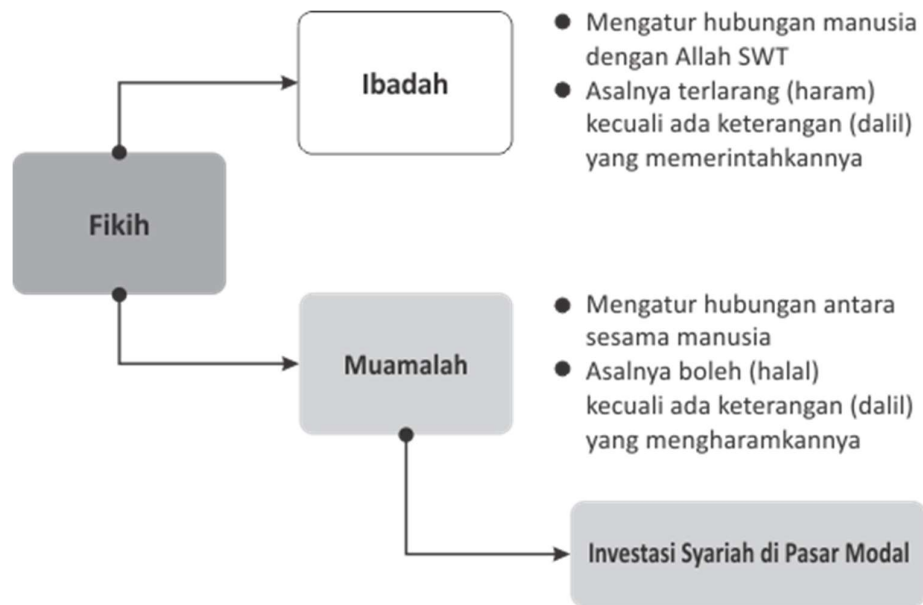 Ibadah
● Mengatur hubungan manusia
dengan Allah SWT
● Asalnya terlarang (haram)
kecuali ada keterangan (dalil)
yang memerintahkannya
Fikih
Muamalah
● Mengatur hubungan antara
sesama manusia
● Asalnya boleh (halal)
kecuali ada keterangan (dalil)
yang mengharamkannya
Investasi Syariah di Pasar Modal